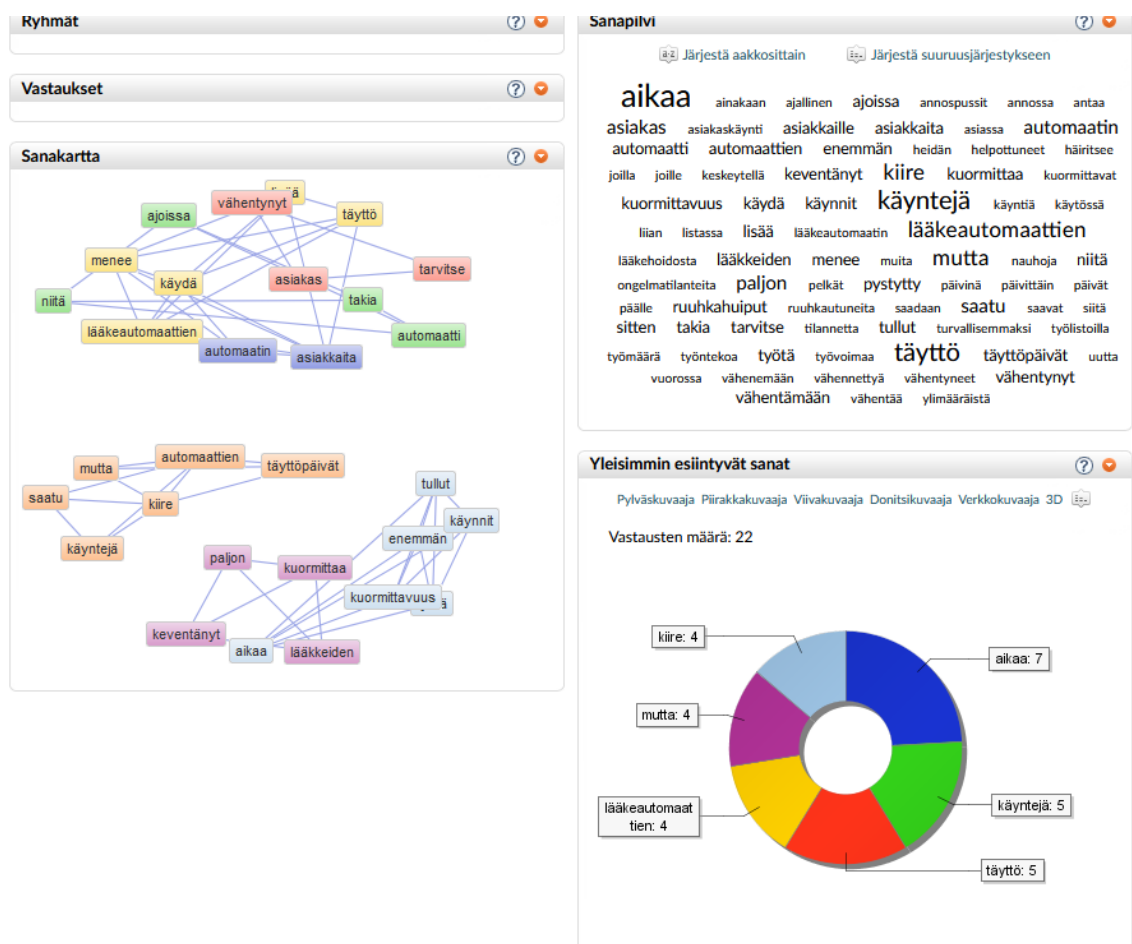 Ryhmät
?
Vastaukset
?
Sanakartta
?
vähentynyt
täyttö
ajoissa
menee
asiakas
tarvitse
käydä
niitä
takia
lääkeautomaattien
automaatti
automaatin
asiakkaita
automaattien
mutta
täyttöpäivät
saatu
kiire
käyntejä
tullut
käynnit
enemmän
paljon
kuormittaa
kuormittavuus
keventänyt
aikaa
lääkkeiden
Sanapilvi
?
a-z Järjestä aakkosittain Järjestä suuruusjärjestykseen
aikaa ainakaan ajallinen ajoissa annospussit annossa antaa
asiakas asiakaskäynti asiakkaille asiakkaita asiassa automaatin
automaatti automaattien enemmän heidän helpottuneet häiritsee
joilla joille keskeytellä keventänyt kiire kuormittaa kuormittavat
kuormittavuus käydä käynnit käyntejä käyntiä käytössä
liian listassa lisää lääkeautomaatin lääkeautomaattien
lääkehoidosta lääkkeiden menee muita mutta nauhoja niitä
ongelmatilanteita paljon pelkät pystytty päivinä päivittäin päivät
päälle ruuhkahuiput ruuhkautuneita saadaan saatu saavat siitä
sitten takia tarvitse tilannetta tullut turvallisemmaksi työlistoilla
työmäärä työntekoa työtä työvoimaa täyttö täyttöpäivät uutta
vuorossa vähenemään vähennettyä vähentyneet vähentynyt
vähentämään vähentää ylimääräistä
Yleisimmin esiintyvät sanat
?
Pylväskuvaaja Piirakkakuvaaja Viivakuvaaja Donitsikuvaaja Verkkokuvaaja 3D
Vastausten määrä: 22
kiire: 4
aikaa: 7
mutta: 4
lääkeautomaat
tien: 4
käyntejä: 5
täyttö: 5